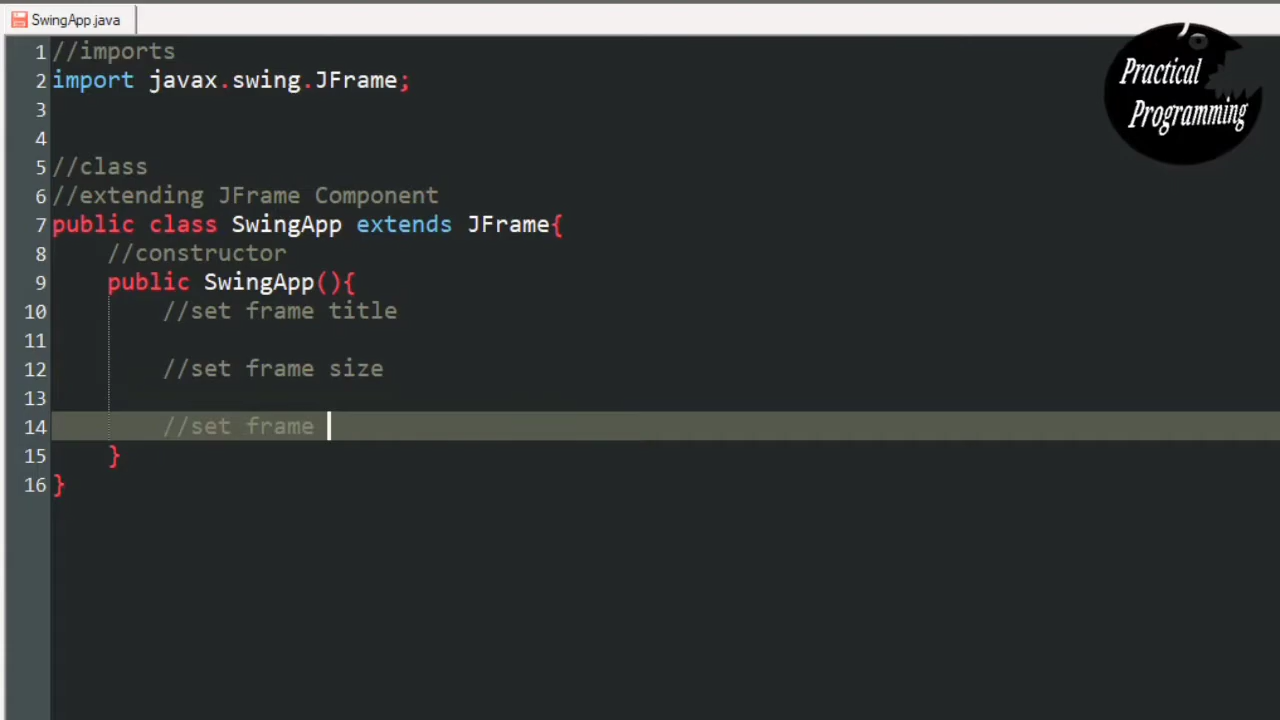 SwingApp.java
Practical
Programming
1 //imports
2 import javax.swing.JFrame;
3
4
5 //class
6 //extending JFrame Component
7 public class SwingApp extends JFrame{
8 //constructor
9 public SwingApp(){
10 //set frame title
11
12 //set frame size
13
14 //set frame
15 }
16 }